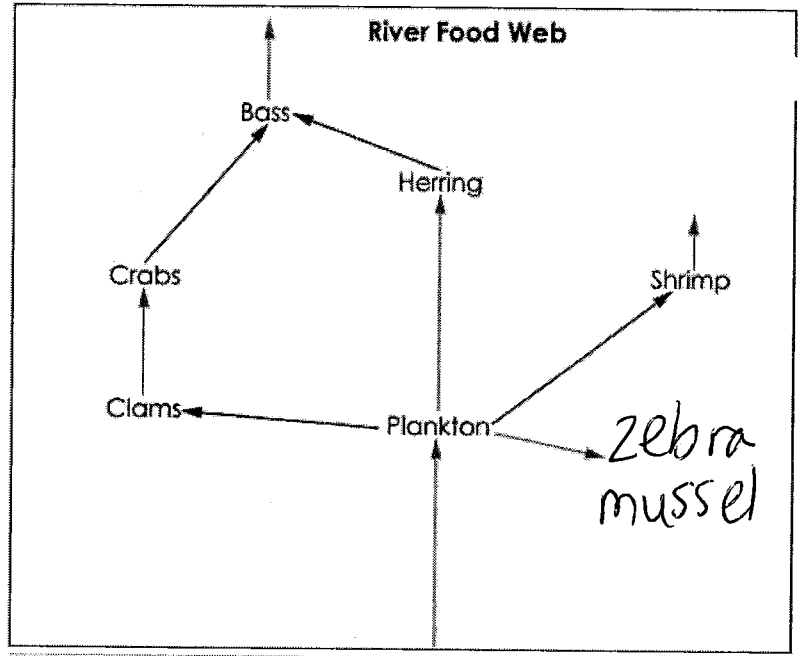 River Food Web
Bass
Herring
Crabs
Shrimp
Clams
Plankton
zebra
mussel